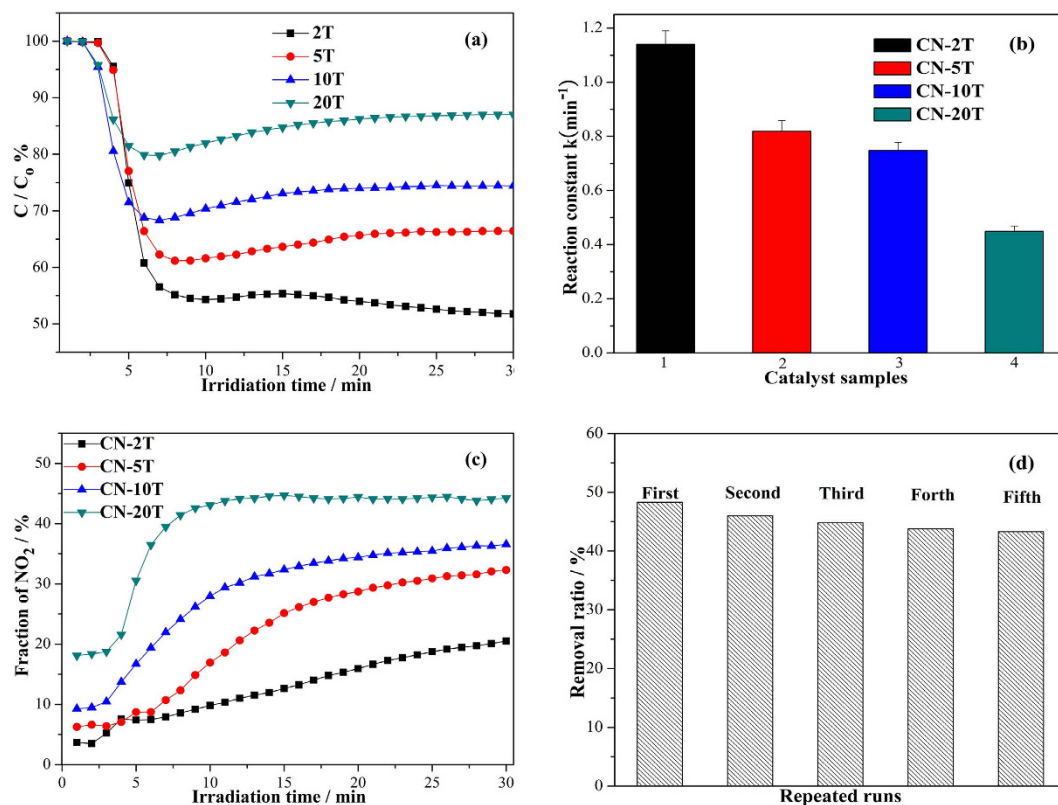 (a)
2T
5T
10T
20T
100
90
80
70
60
50
C / C₀ %
5
10
15
20
25
30
Irridiation time / min
(b)
CN-2T
CN-5T
CN-10T
CN-20T
1.2
1.0
0.8
0.6
0.4
0.2
0.0
Reaction constant k(min⁻¹)
1
2
3
4
Catalyst samples
(c)
CN-2T
CN-5T
CN-10T
CN-20T
50
40
30
20
10
0
Fraction of NO₂ / %
0
5
10
15
20
25
30
Irradiation time / min
(d)
60
50
40
30
20
10
0
Removal ratio / %
First
Second
Third
Forth
Fifth
Repeated runs